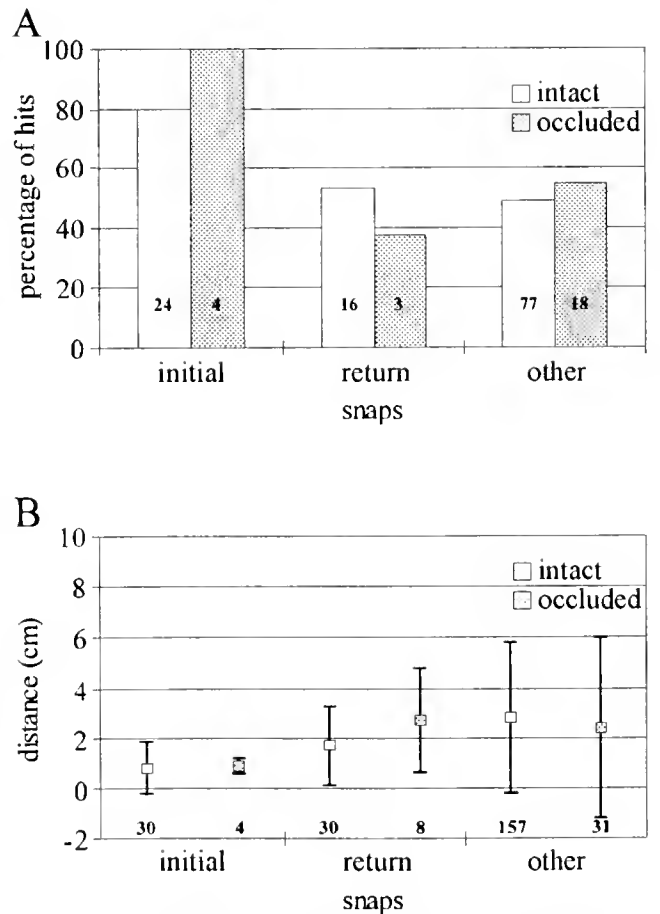 A
100
80
60
40
20
0
percentage of hits
intact
occluded
24 4 16 3 77 18
initial return other
snaps
B
10
8
6
4
2
0
-2
distance (cm)
intact
occluded
30 4 30 8 157 31
initial return other
snaps